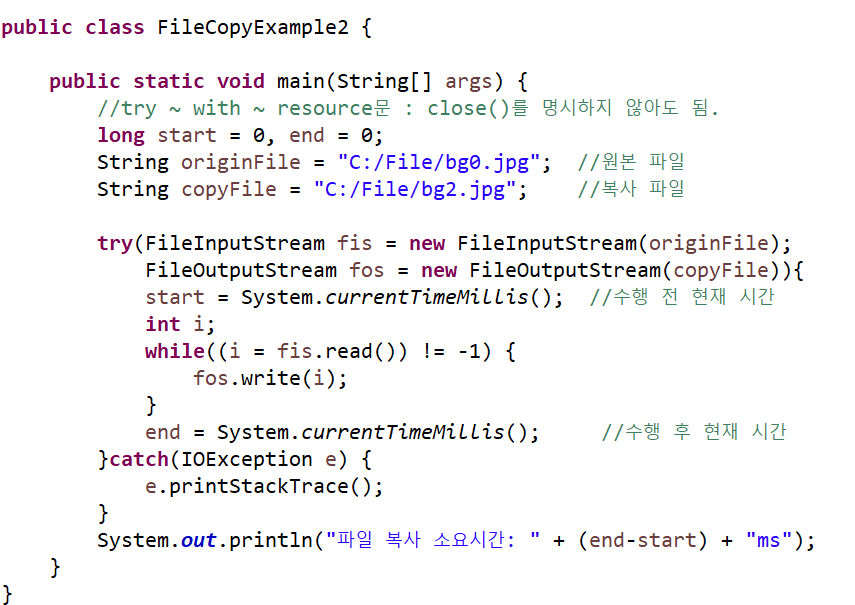 public class FileCopyExample2 {
public static void main(String[] args) {
//try ~ with ~ resource문 : close()를 명시하지 않아도 됨.
long start = 0, end = 0;
String originFile = "C:/File/bg0.jpg"; //원본 파일
String copyFile = "C:/File/bg2.jpg"; //복사 파일
try(FileInputStream fis = new FileInputStream(originFile);
FileOutputStream fos = new FileOutputStream(copyFile)){
start = System.currentTimeMillis(); //수행 전 현재 시간
int i;
while((i = fis.read()) != -1) {
fos.write(i);
}
end = System.currentTimeMillis(); //수행 후 현재 시간
}catch(IOException e) {
e.printStackTrace();
}
System.out.println("파일 복사 소요시간: " + (end-start) + "ms");
}
}